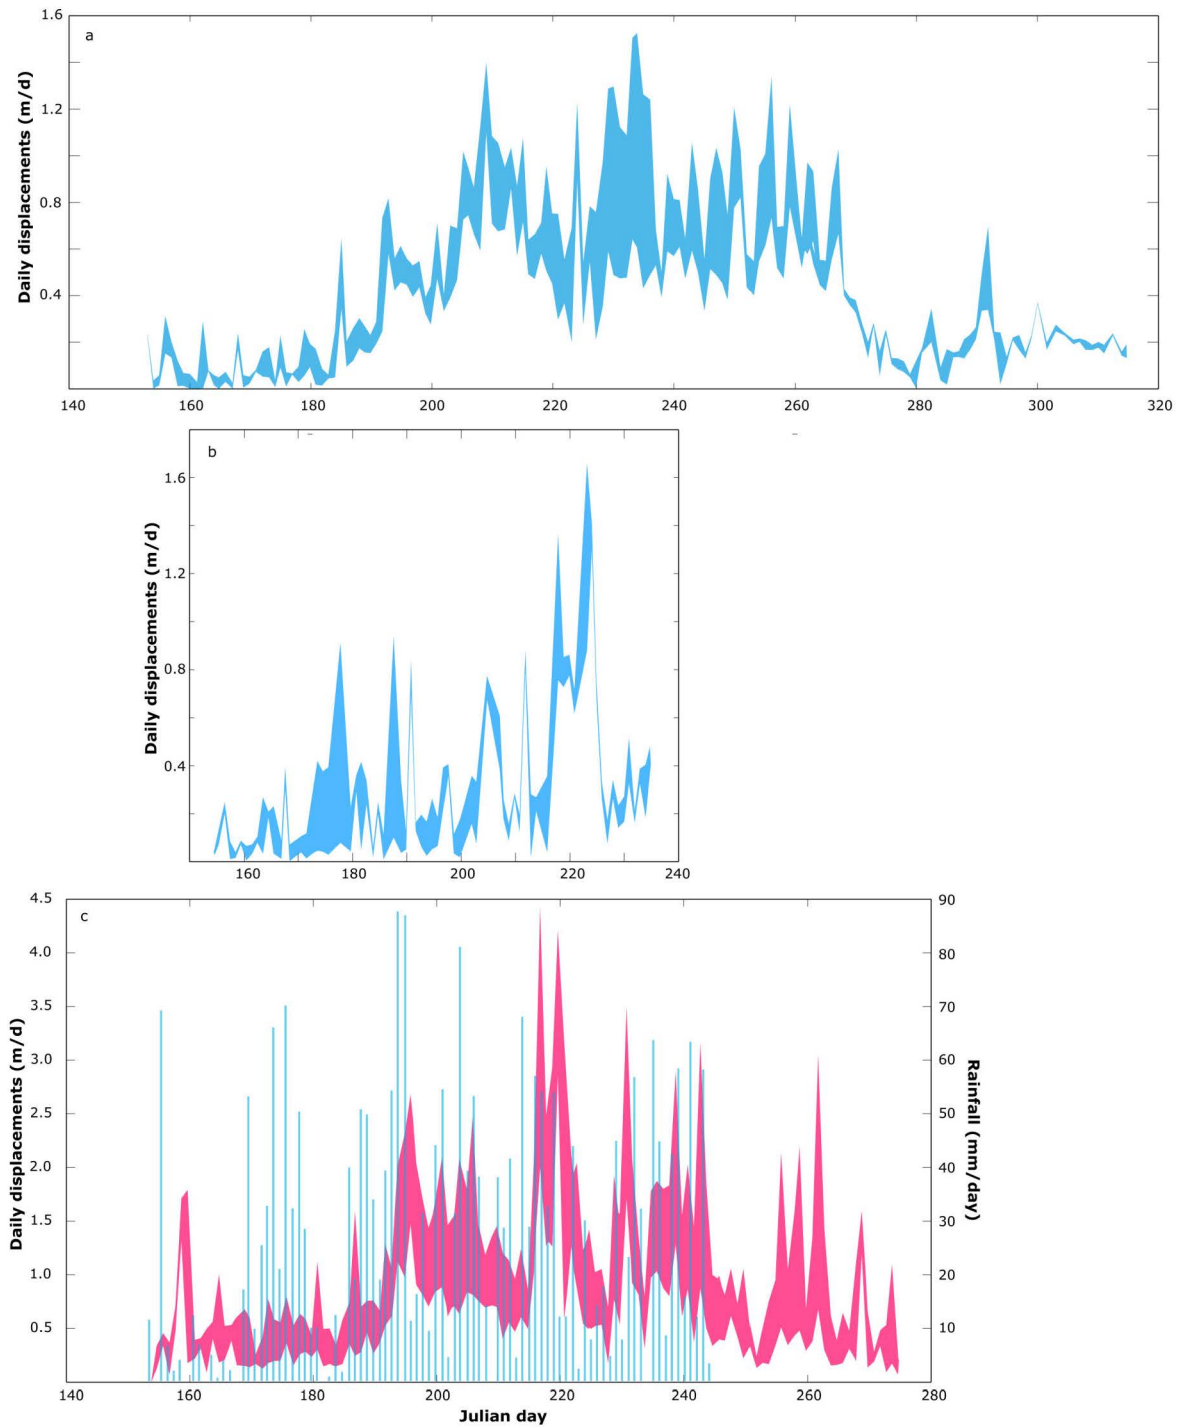 a
Daily displacements (m/d)
1.6
1.2
0.8
0.4
140 160 180 200 220 240 260 280 300 320
b
Daily displacements (m/d)
1.6
1.2
0.8
0.4
160 180 200 220 240
c
Daily displacements (m/d)
4.5 90
4.0 80
3.5 70
3.0 60
2.5 50
2.0 40
1.5 30
1.0 20
0.5 10
Rainfall (mm/day)
140 160 180 200 220 240 260 280
Julian day